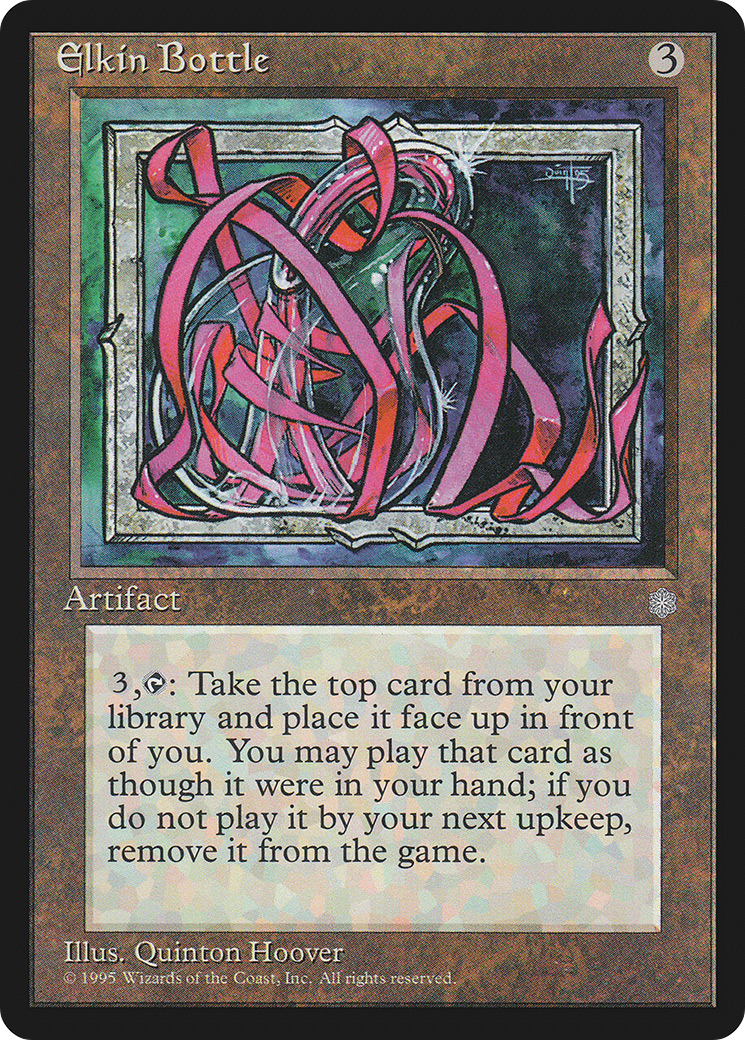 Elkin Bottle 3
Artifact
3, : Take the top card from your
library and place it face up in front
of you. You may play that card as
though it were in your hand; if you
do not play it by your next upkeep,
remove it from the game.
Illus. Quinton Hoover
© 1995 Wizards of the Coast, Inc. All rights reserved.